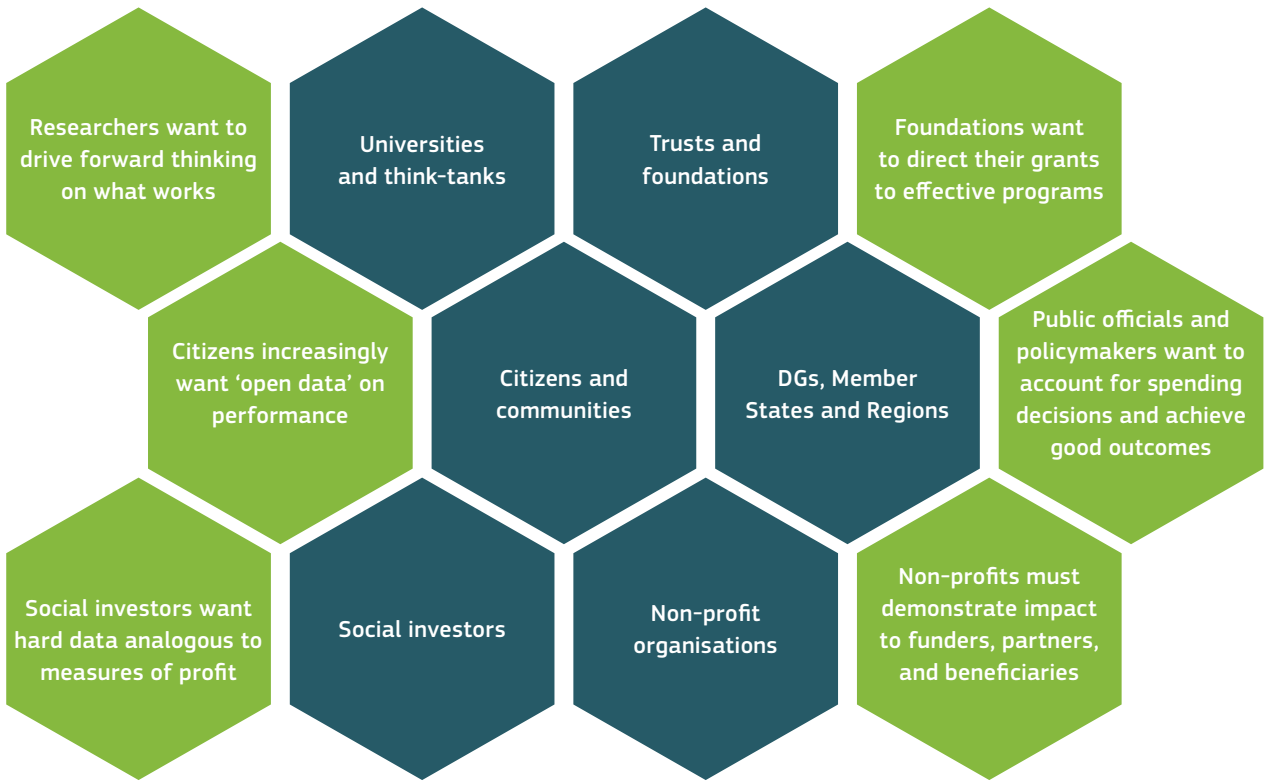 Researchers want to
drive forward thinking
on what works
Universities
and think-tanks
Trusts and
foundations
Foundations want
to direct their grants
to effective programs
Citizens increasingly
want ‘open data’ on
performance
Citizens and
communities
DGs, Member
States and Regions
Public officials and
policymakers want to
account for spending
decisions and achieve
good outcomes
Social investors want
hard data analogous to
measures of profit
Social investors
Non-profit
organisations
Non-profits must
demonstrate impact
to funders, partners,
and beneficiaries